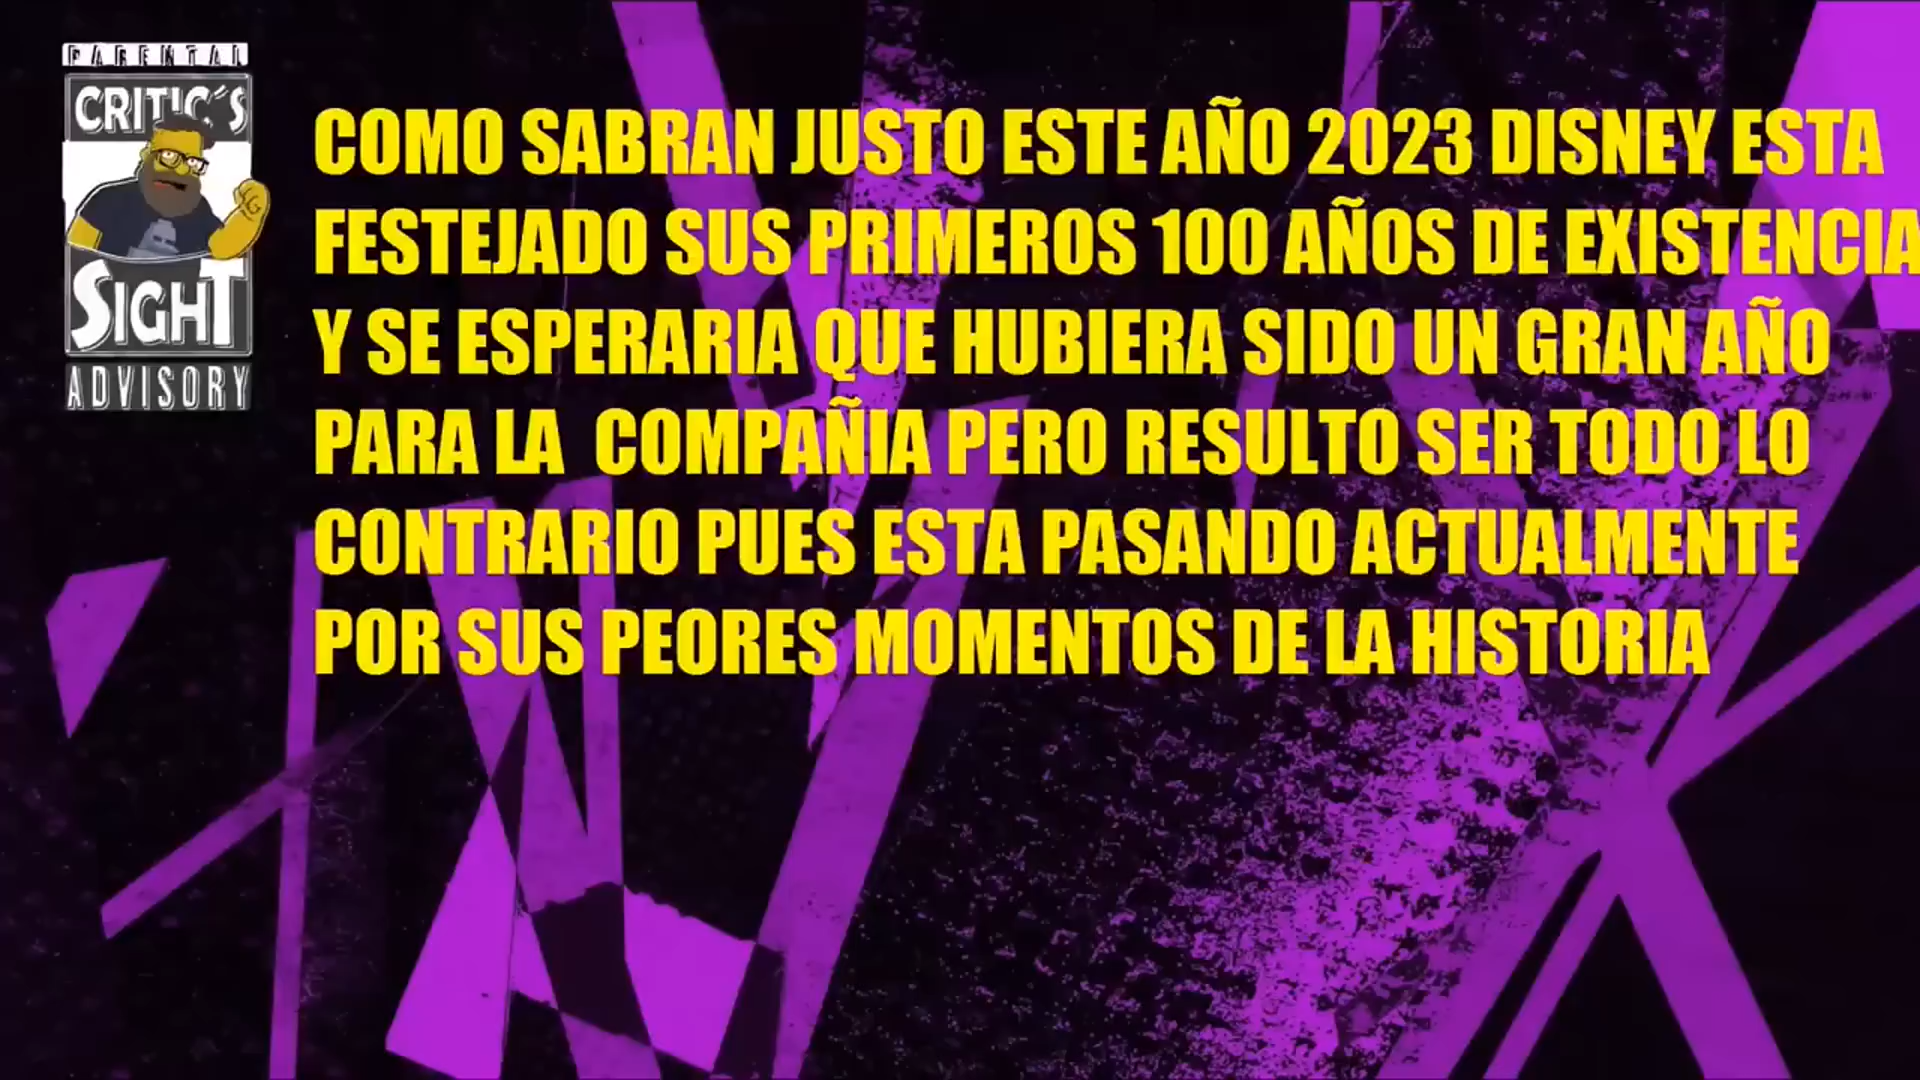 PARENTAL
CRITIC'S
SIGHT
ADVISORY
COMO SABRAN JUSTO ESTE AÑO 2023 DISNEY ESTA
FESTEJADO SUS PRIMEROS 100 AÑOS DE EXISTENCIA
Y SE ESPERARIA QUE HUBIERA SIDO UN GRAN AÑO
PARA LA COMPAÑIA PERO RESULTO SER TODO LO
CONTRARIO PUES ESTA PASANDO ACTUALMENTE
POR SUS PEORES MOMENTOS DE LA HISTORIA